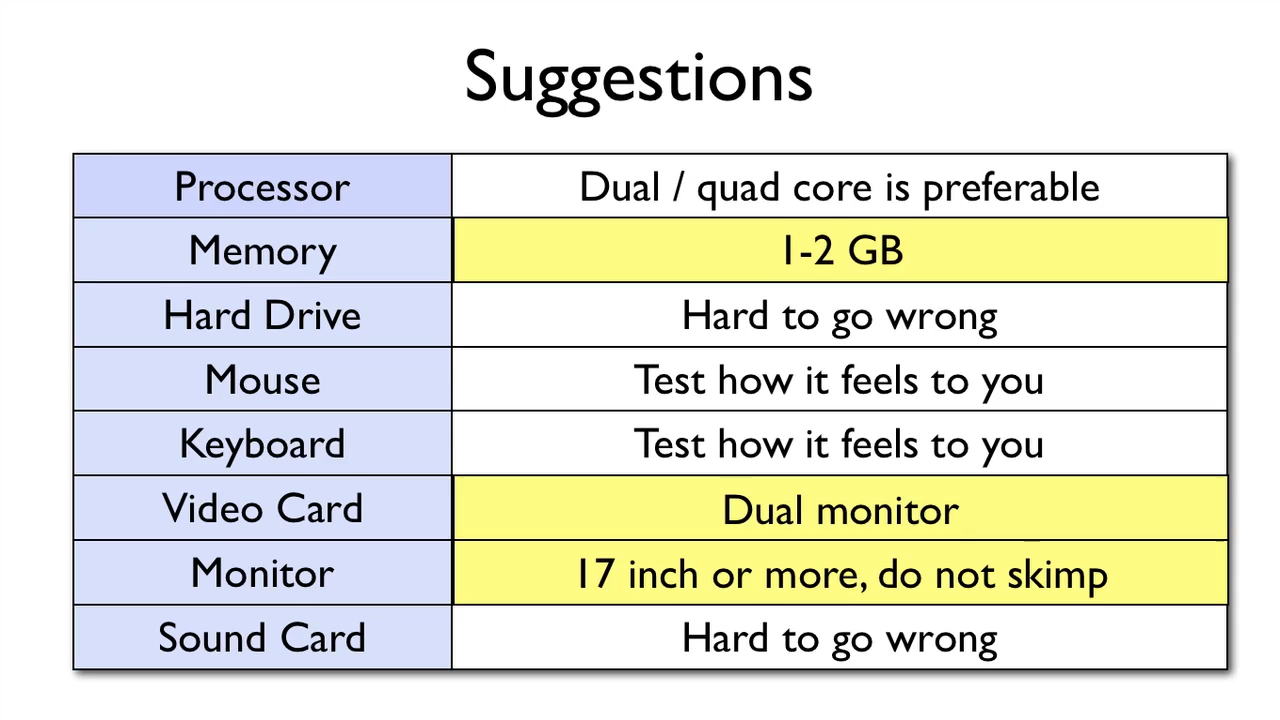 Suggestions
Processor Dual / quad core is preferable
Memory 1-2 GB
Hard Drive Hard to go wrong
Mouse Test how it feels to you
Keyboard Test how it feels to you
Video Card Dual monitor
Monitor 17 inch or more, do not skimp
Sound Card Hard to go wrong